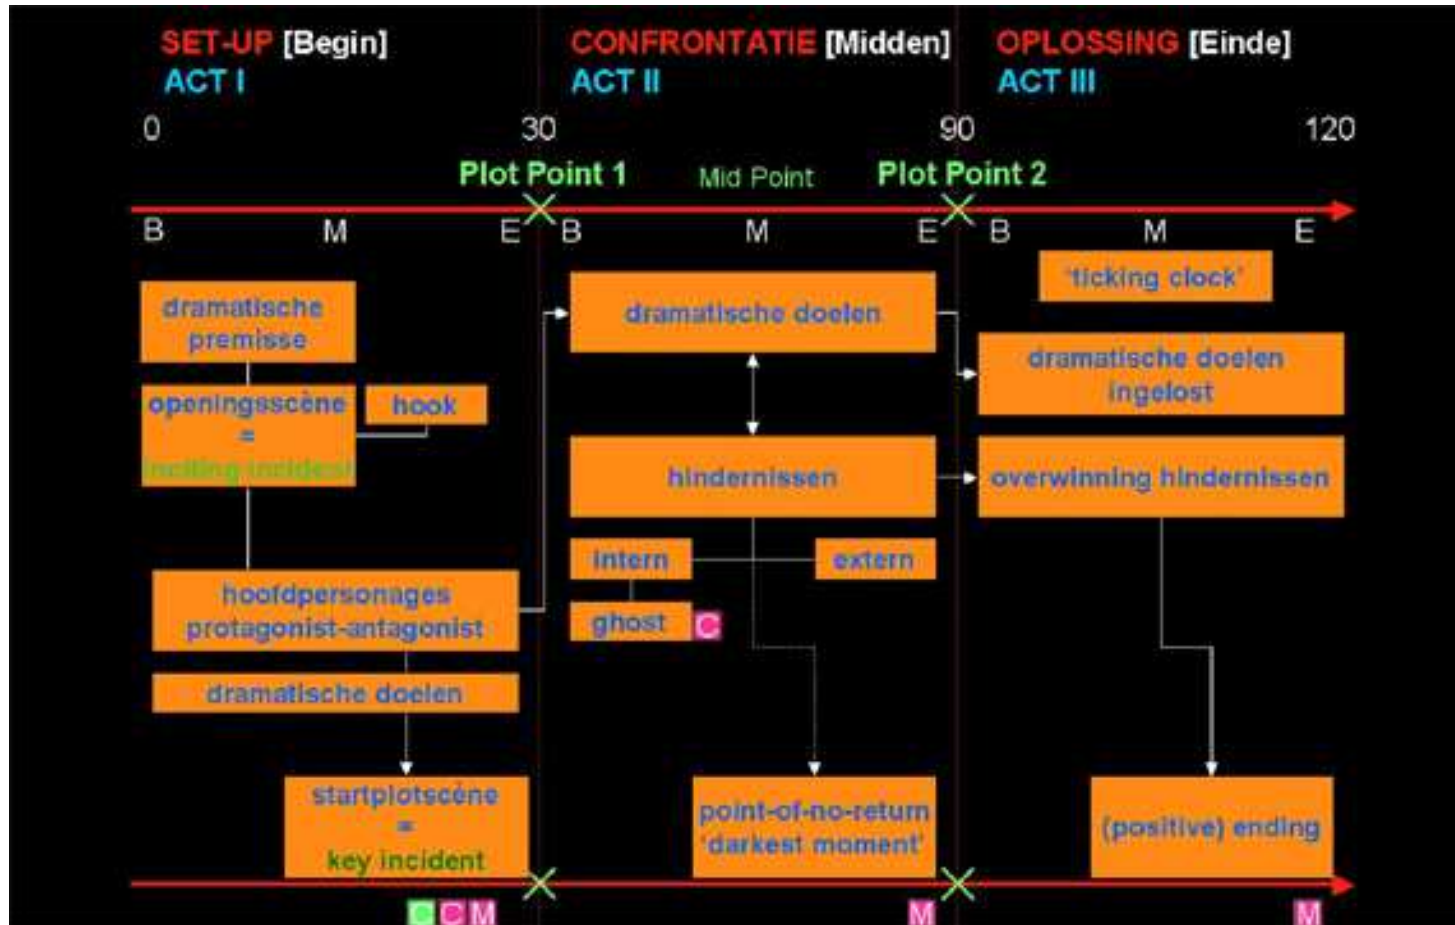 SET-UP [Begin]
ACT I
CONFRONTATIE [Midden]
ACT II
OPLOSSING [Einde]
ACT III
0
30
90
120
Plot Point 1
Mid Point
Plot Point 2
B
M
E
B
M
E
B
M
E
dramatische
premisse
openingsscène
=
inciting incident
hook
hoofdpersonages
protagonist-antagonist
dramatische doelen
startplotscène
=
key incident
C
C
M
dramatische doelen
hindernissen
intern
extern
ghost
C
point-of-no-return
‘darkest moment’
M
‘ticking clock’
dramatische doelen
ingelost
overwinning hindernissen
(positive) ending
M